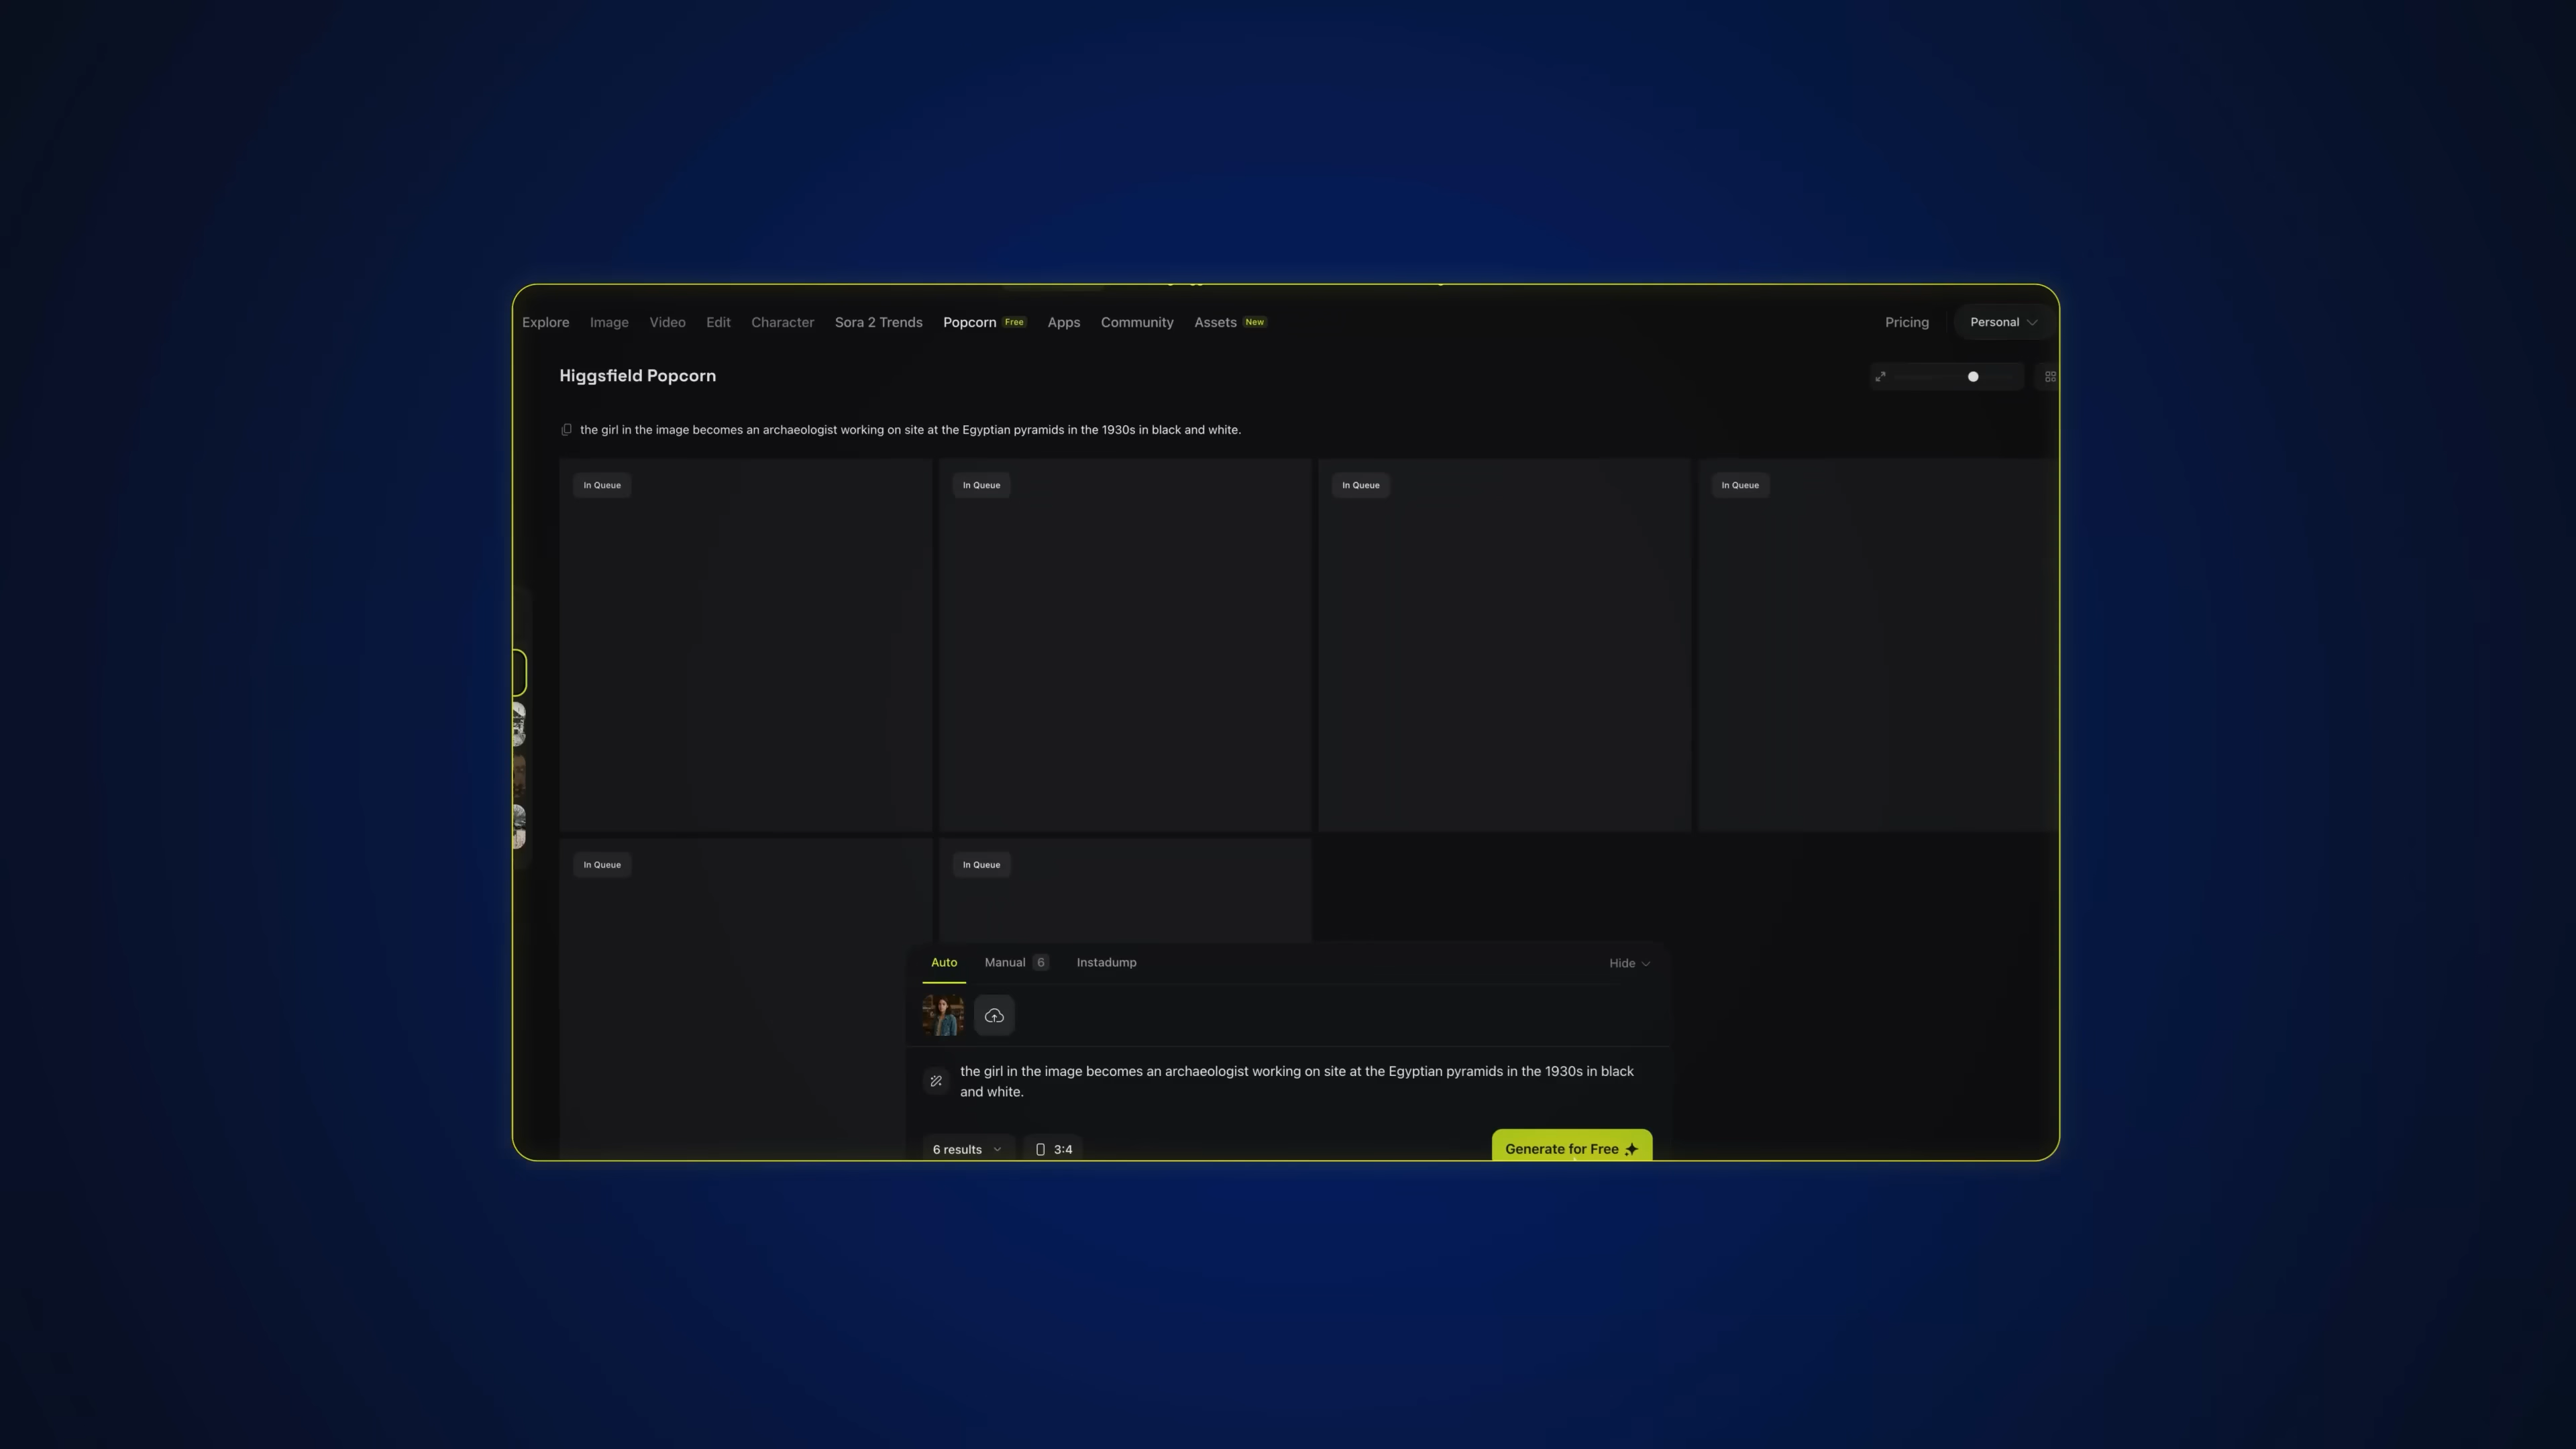 Explore Image Video Edit Character Sora 2 Trends Popcorn Free Apps Community Assets New Pricing Personal
Higgsfield Popcorn
the girl in the image becomes an archaeologist working on site at the Egyptian pyramids in the 1930s in black and white.
In Queue In Queue In Queue In Queue
In Queue In Queue
Auto Manual 6 Instadump Hide
the girl in the image becomes an archaeologist working on site at the Egyptian pyramids in the 1930s in black
and white.
6 results 3:4 Generate for Free